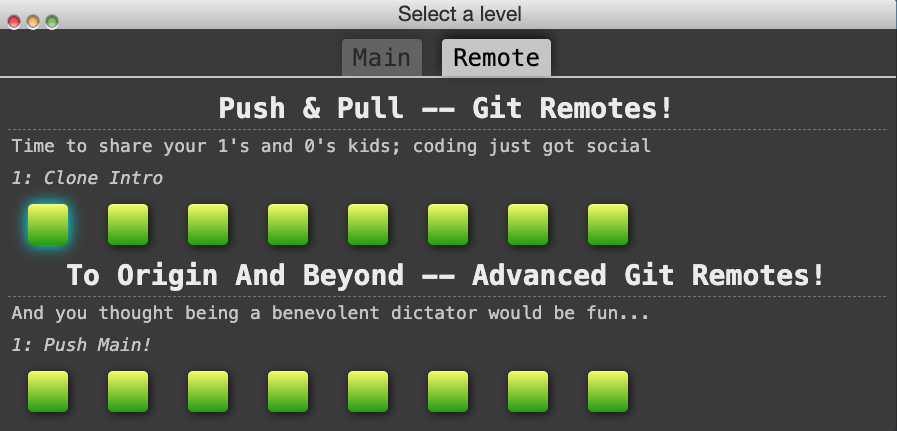 Select a level
Main Remote
Push & Pull -- Git Remotes!
Time to share your 1's and 0's kids; coding just got social
1: Clone Intro
To Origin And Beyond -- Advanced Git Remotes!
And you thought being a benevolent dictator would be fun...
1: Push Main!